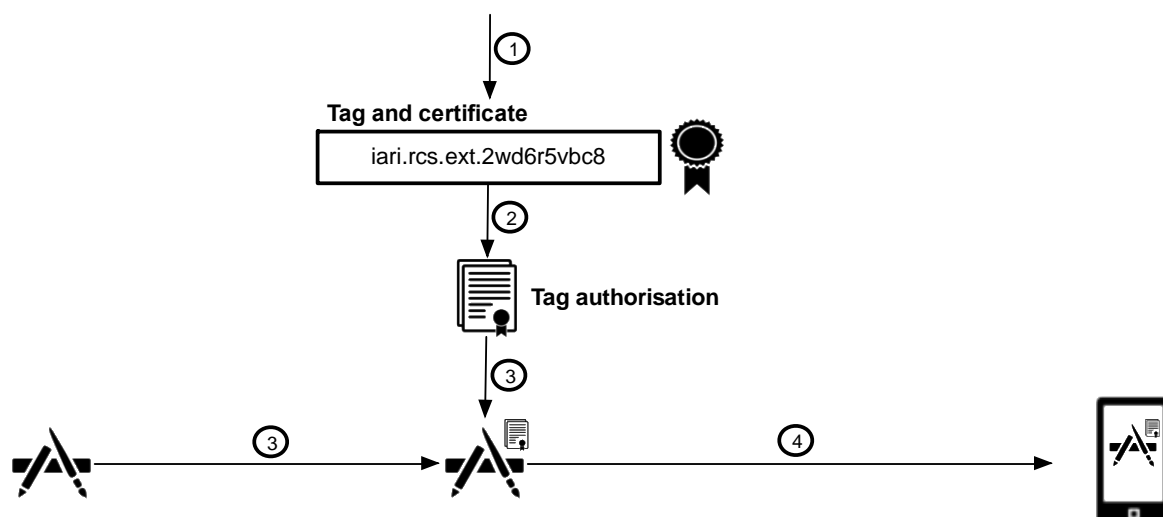 1
Tag and certificate
iari.rcs.ext.2wd6r5vbc8
2
Tag authorisation
3
3
4